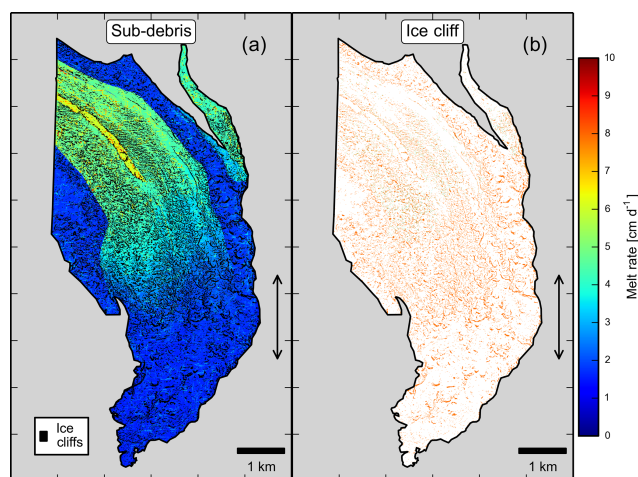 Sub-debris
(a)
Ice
cliffs
1 km
Ice cliff
(b)
1 km
10
9
8
7
6
5
4
3
2
1
0
Melt rate [cm d⁻¹]